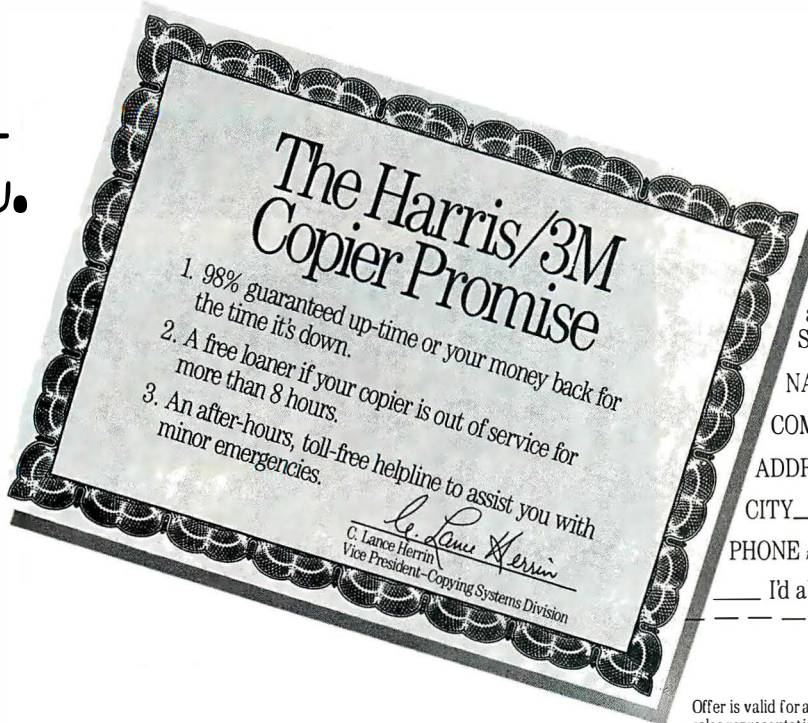 The Harris/3M
Copier Promise
1. 98% guaranteed up-time or your money back for
the time it's down.
2. A free loaner if your copier is out of service for
more than 8 hours.
3. An after-hours, toll-free helpline to assist you with
minor emergencies.
C. Lance Herrin
C. Lance Herrin
Vice President-Copying Systems Division
S
NA
COM
ADDR
CITY
PHONE
I'd a
Offer is valid for a